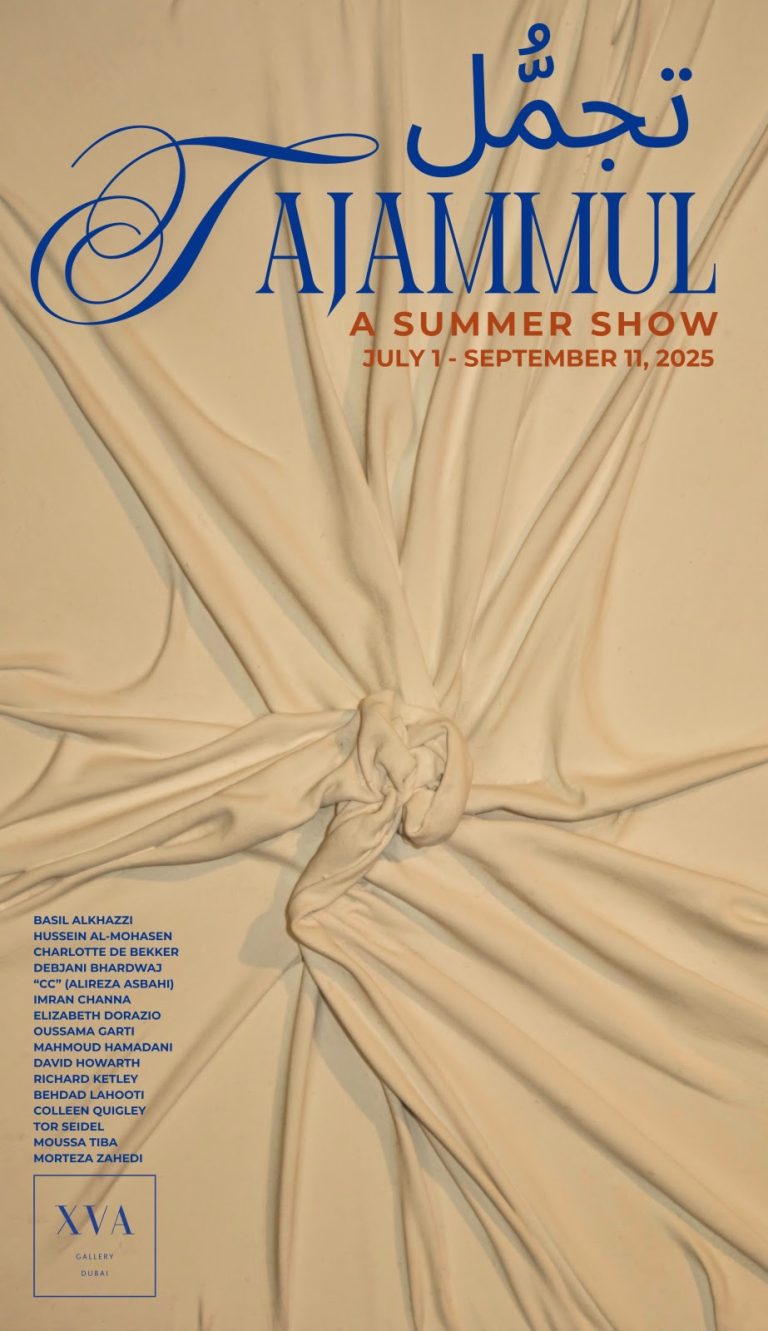 تجمُّل
TAJAMMUL
A SUMMER SHOW
JULY 1 - SEPTEMBER 11, 2025
BASIL ALKHAZZI
HUSSEIN AL-MOHASEN
CHARLOTTE DE BEKKER
DEBJANI BHARDWAJ
“CC” (ALIREZA ASBAHI)
IMRAN CHANNA
ELIZABETH DORAZIO
OUSSAMA GARTI
MAHMOUD HAMADANI
DAVID HOWARTH
RICHARD KETLEY
BEHDAD LAHOOTI
COLLEEN QUIGLEY
TOR SEIDEL
MOUSSA TIBA
MORTEZA ZAHEDI
XVA
GALLERY
DUBAI